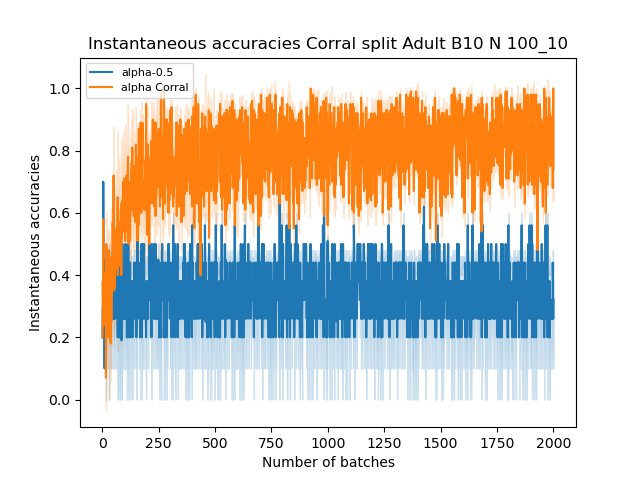 Instantaneous accuracies Corral split Adult B10 N 100_10
alpha-0.5
alpha Corral
1.0
0.8
0.6
0.4
0.2
0.0
Instantaneous accuracies
0 250 500 750 1000 1250 1500 1750 2000
Number of batches